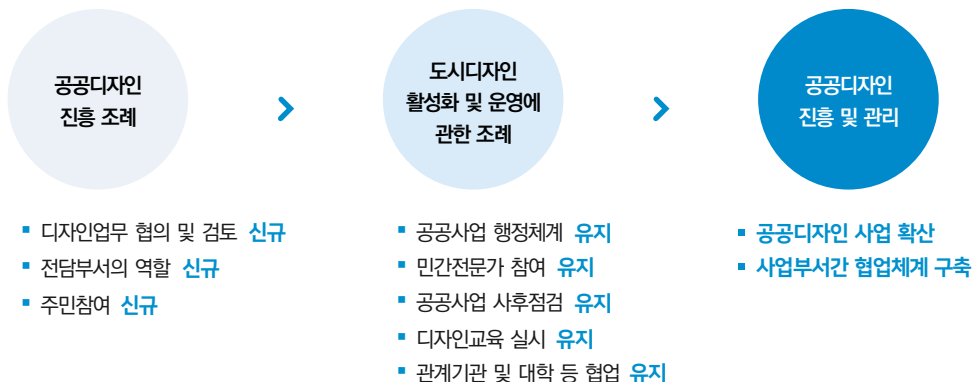 공공디자인
진흥 조례
도시디자인
활성화 및 운영에
관한 조례
공공디자인
진흥 및 관리
디자인업무 협의 및 검토 신규
전담부서의 역할 신규
주민참여 신규
공공사업 행정체계 유지
민간전문가 참여 유지
공공사업 사후점검 유지
디자인교육 실시 유지
관계기관 및 대학 등 협업 유지
공공디자인 사업 확산
사업부서간 협업체계 구축